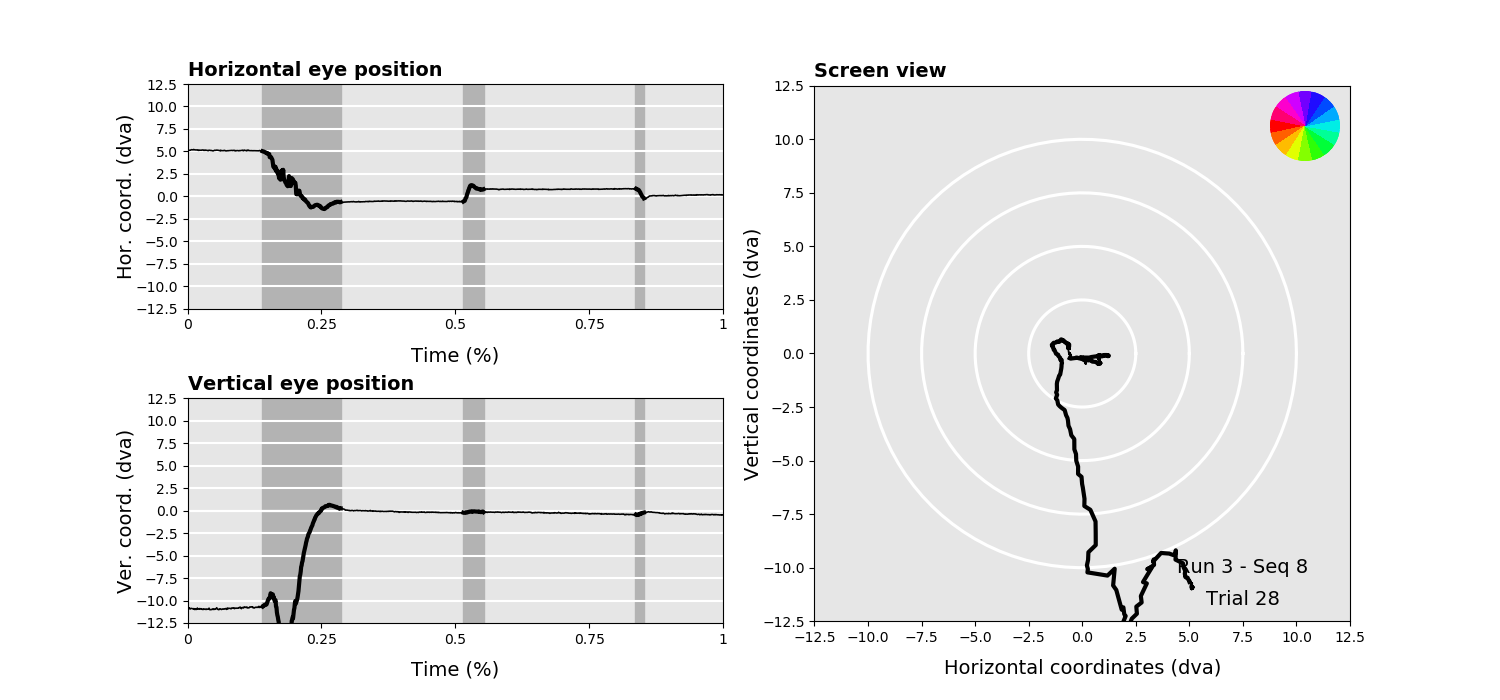 Horizontal eye position
Hor. coord. (dva)
12.5
10.0
7.5
5.0
2.5
0.0
−2.5
−5.0
−7.5
−10.0
−12.5
0 0.25 0.5 0.75 1
Time (%)
Vertical eye position
Ver. coord. (dva)
12.5
10.0
7.5
5.0
2.5
0.0
−2.5
−5.0
−7.5
−10.0
−12.5
0 0.25 0.5 0.75 1
Time (%)
Screen view
Vertical coordinates (dva)
12.5
10.0
7.5
5.0
2.5
0.0
−2.5
−5.0
−7.5
−10.0
−12.5
Run 3 - Seq 8
Trial 28
−12.5 −10.0 −7.5 −5.0 −2.5 0.0 2.5 5.0 7.5 10.0 12.5
Horizontal coordinates (dva)